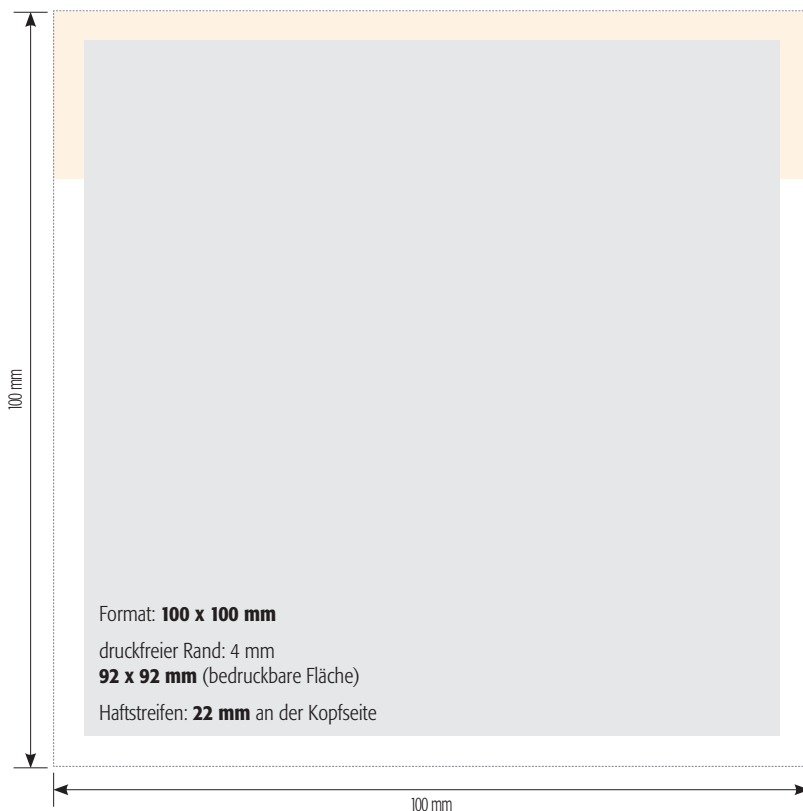 100 mm
Format: 100 x 100 mm
druckfreier Rand: 4 mm
92 x 92 mm (bedruckbare Fläche)
Haftstreifen: 22 mm an der Kopfseite
100 mm